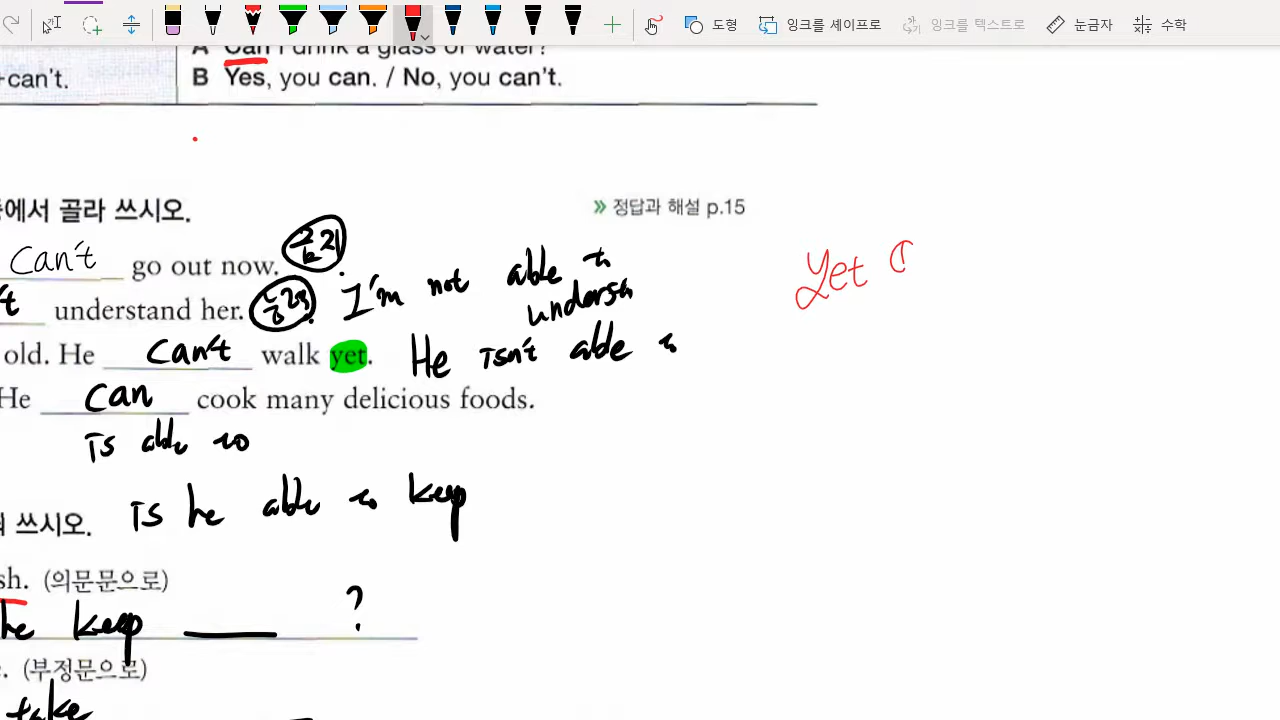 도형 잉크를 셰이프로 잉크를 텍스트로 눈금자 수학
A Can I drink a glass of water?
can't. B Yes, you can. / No, you can't.
에서 골라 쓰시오. » 정답과 해설 p.15
can't go out now.
understand her. I'm not able to
yet
old. He can't walk yet. He isn't able to
He can cook many delicious foods.
is able to
is he able to keep
쓰시오.
sh. (의문문으로)
he keep ?
(부정문으로)
take